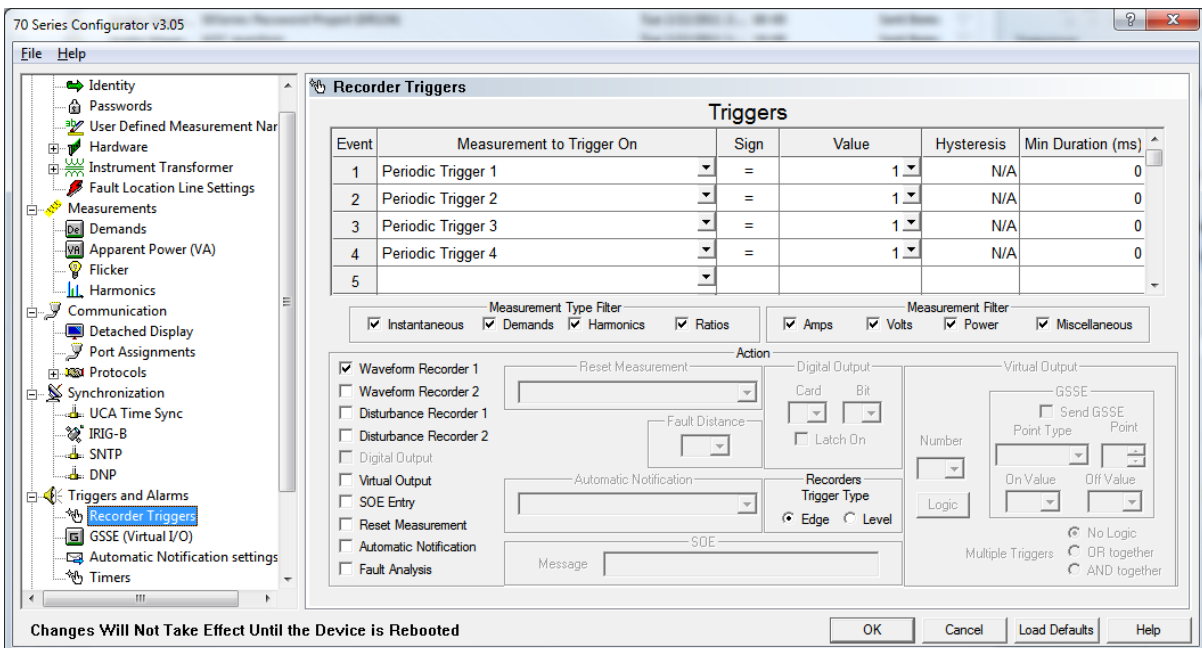 70 Series Configurator v3.05
File Help
Identity
Passwords
User Defined Measurement Nar
Hardware
Instrument Transformer
Fault Location Line Settings
Measurements
De Demands
VA Apparent Power (VA)
Flicker
Harmonics
Communication
Detached Display
Port Assignments
Protocols
Synchronization
UCA Time Sync
IRIG-B
SNTP
DNP
Triggers and Alarms
Recorder Triggers
GSSE (Virtual I/O)
Automatic Notification settings
Timers
Recorder Triggers
Triggers
Event Measurement to Trigger On Sign Value Hysteresis Min Duration (ms)
1 Periodic Trigger 1 = 1 N/A 0
2 Periodic Trigger 2 = 1 N/A 0
3 Periodic Trigger 3 = 1 N/A 0
4 Periodic Trigger 4 = 1 N/A 0
5
Measurement Type Filter
Instantaneous Demands Harmonics Ratios
Measurement Filter
Amps Volts Power Miscellaneous
Action
Waveform Recorder 1
Waveform Recorder 2
Disturbance Recorder 1
Disturbance Recorder 2
Digital Output
Virtual Output
SOE Entry
Reset Measurement
Automatic Notification
Fault Analysis
Reset Measurement
Fault Distance
Automatic Notification
SOE
Message
Digital Output
Card Bit
Latch On
Recorders
Trigger Type
Edge Level
Virtual Output
Number
Logic
GSSE
Send GSSE
Point Type Point
On Value Off Value
Multiple Triggers
No Logic
OR together
AND together
Changes Will Not Take Effect Until the Device is Rebooted
OK Cancel Load Defaults Help